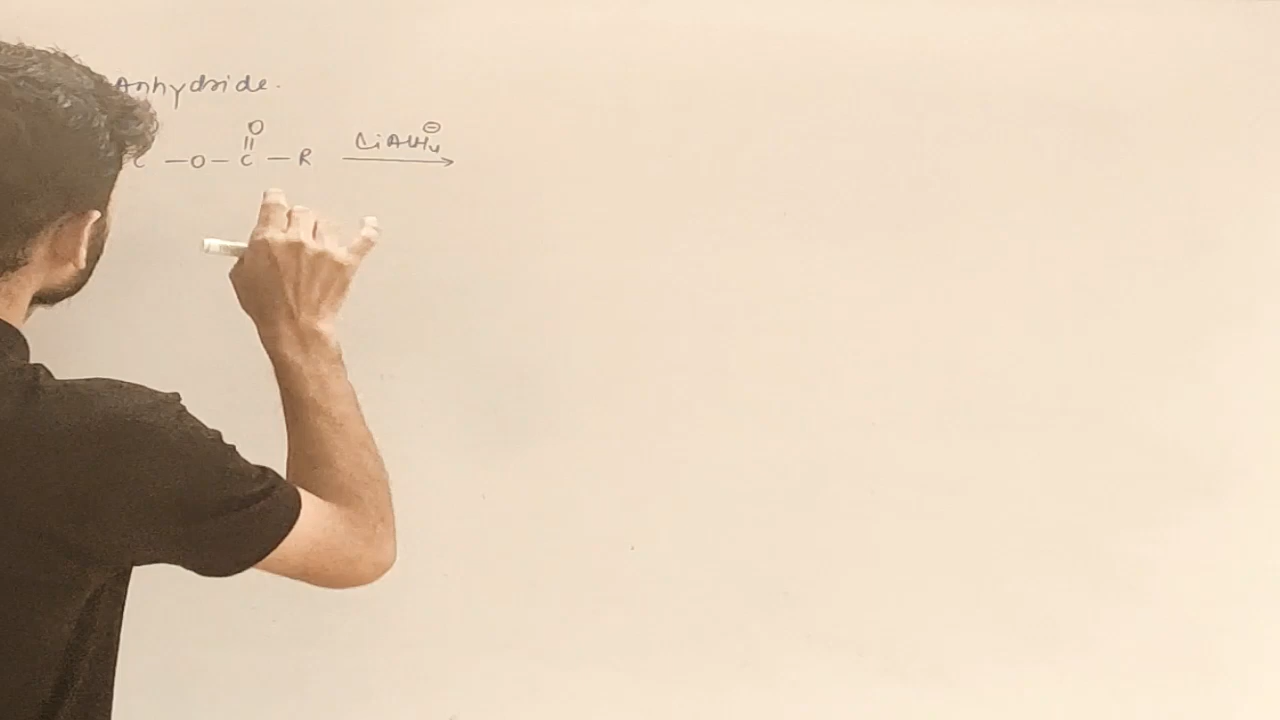 Anhydride.
O ⊖
|| LiAlH4
C – O – C – R ⟶